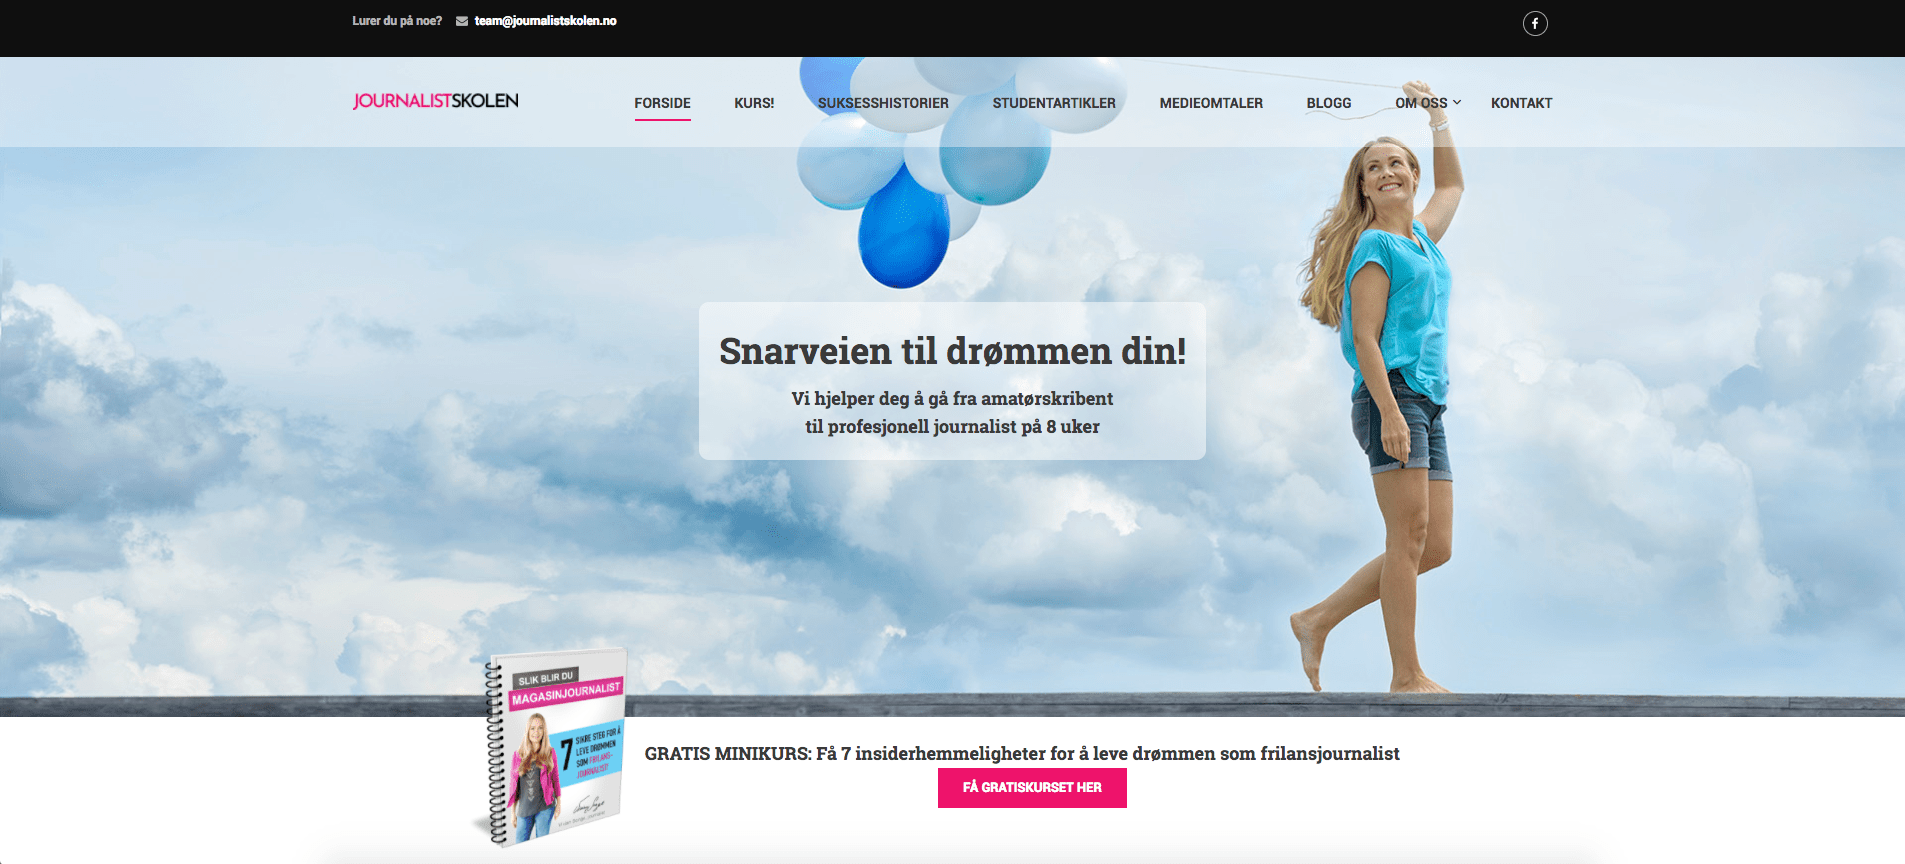 Lurer du på noe? team@journalistskolen.no
JOURNALISTSKOLEN
FORSIDE KURS! SUKSESSHISTORIER STUDENTARTIKLER MEDIEOMTALER BLOGG OM OSS KONTAKT
Snarveien til drømmen din!
Vi hjelper deg å gå fra amatørskribent
til profesjonell journalist på 8 uker
SLIK BLIR DU
MAGASINJOURNALIST
7 SIKRE STEG FOR Å
LEVE DRØMMEN
SOM FRILANS-
JOURNALIST!
GRATIS MINIKURS: Få 7 insiderhemmeligheter for å leve drømmen som frilansjournalist
FÅ GRATISKURSET HER